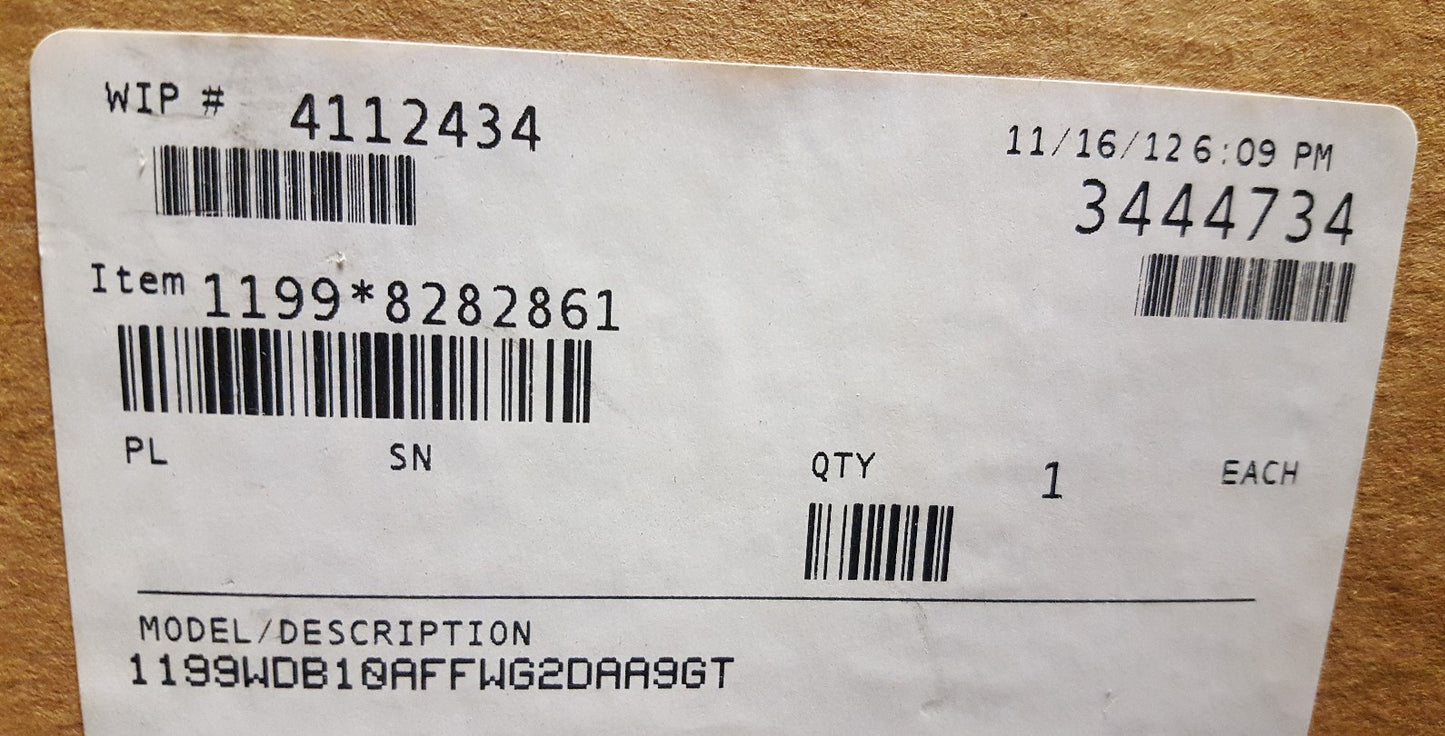 WIP # 4112434
11/16/12 6:09 PM
3444734
Item 1199*8282861
PL SN QTY 1 EACH
MODEL/DESCRIPTION
1199WDB10AFFWG2DAA9GT